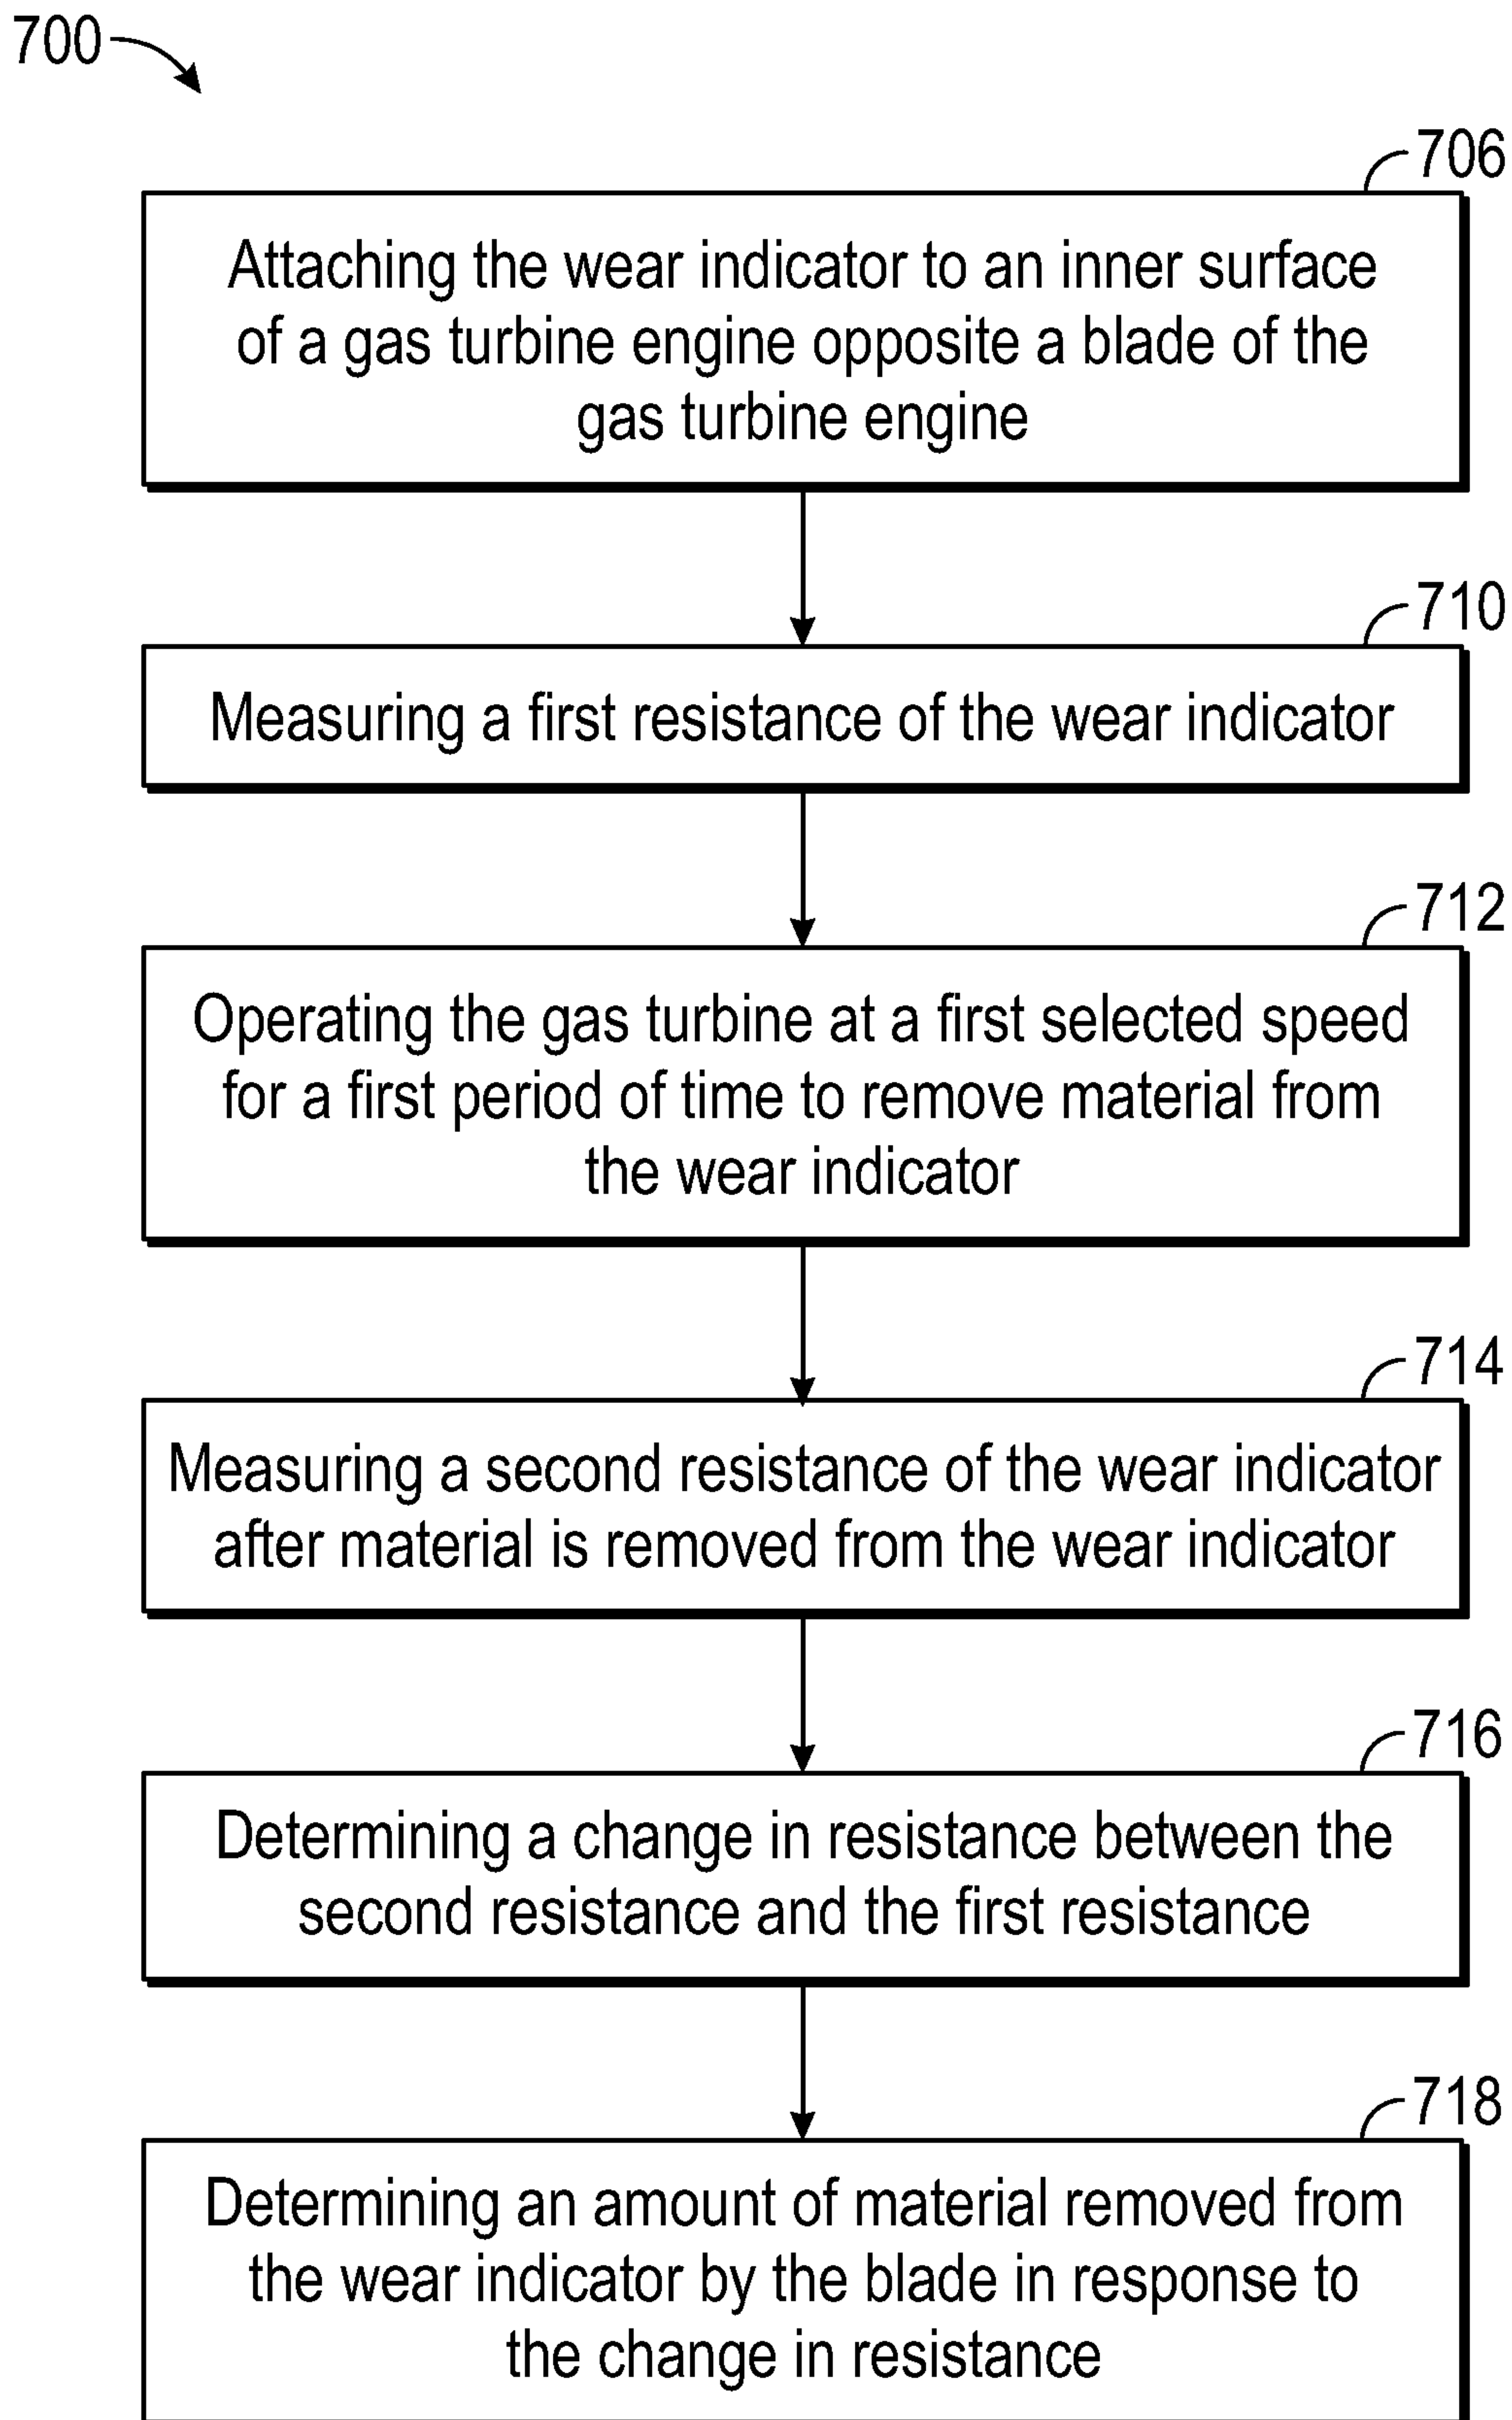 700
706
Attaching the wear indicator to an inner surface
of a gas turbine engine opposite a blade of the
gas turbine engine
710
Measuring a first resistance of the wear indicator
712
Operating the gas turbine at a first selected speed
for a first period of time to remove material from
the wear indicator
714
Measuring a second resistance of the wear indicator
after material is removed from the wear indicator
716
Determining a change in resistance between the
second resistance and the first resistance
718
Determining an amount of material removed from
the wear indicator by the blade in response to
the change in resistance